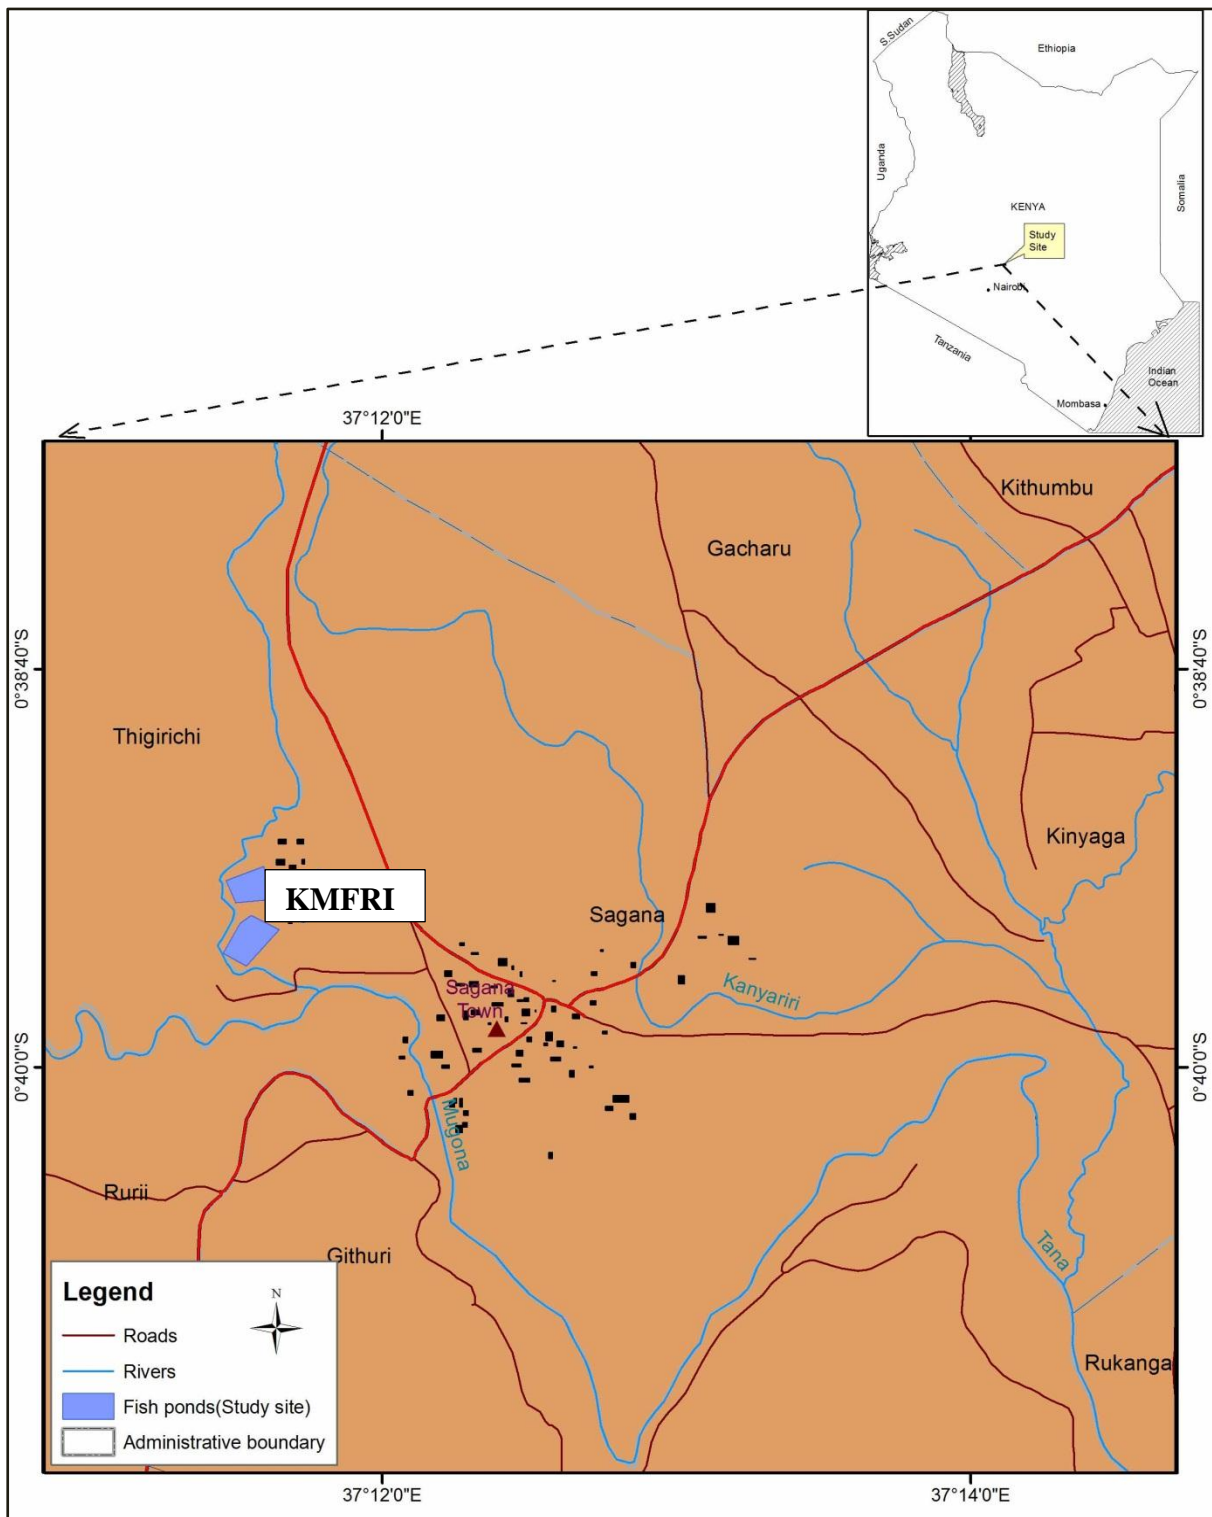 S.Sudan
Ethiopia
Uganda
Somalia
KENYA
Study
Site
Nairobi
Tanzania
Indian
Ocean
Mombasa
37°12'0"E
Kithumbu
Gacharu
0°38'40"S
0°38'40"S
Thigirichi
Kinyaga
KMFRI
Sagana
Sagana
Town
Kanyariri
0°40'0"S
0°40'0"S
Mugona
Rurii
Githuri
Tana
Rukanga
Legend
N
Roads
Rivers
Fish ponds(Study site)
Administrative boundary
37°12'0"E
37°14'0"E